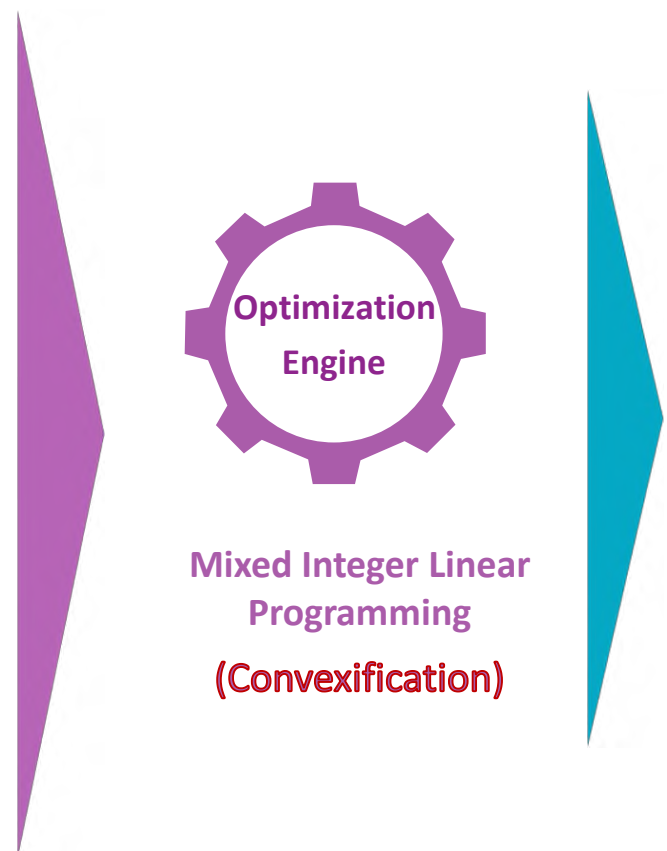 Optimization
Engine
Mixed Integer Linear
Programming
(Convexification)